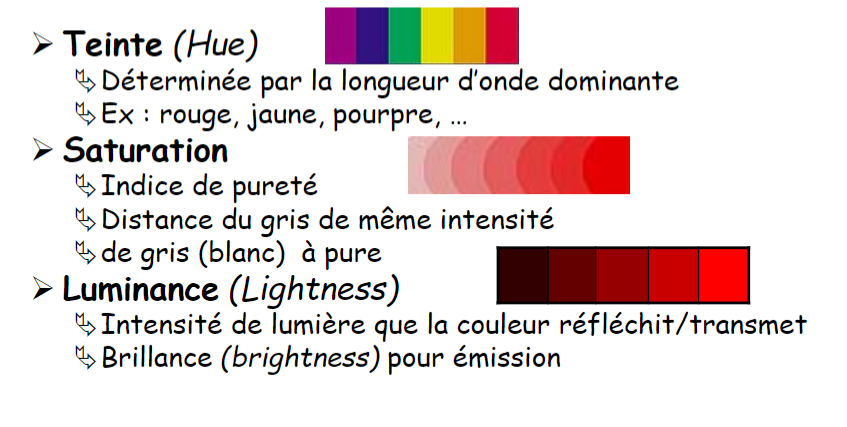 Teinte (Hue)
Déterminée par la longueur d'onde dominante
Ex : rouge, jaune, pourpre, …
Saturation
Indice de pureté
Distance du gris de même intensité
de gris (blanc) à pure
Luminance (Lightness)
Intensité de lumière que la couleur réfléchit/transmet
Brillance (brightness) pour émission